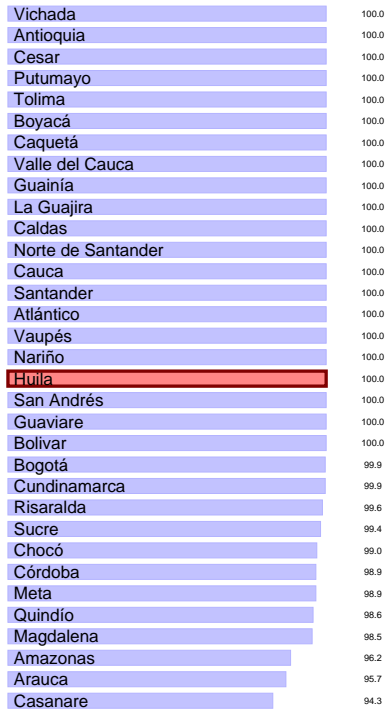 Vichada 100.0
Antioquia 100.0
Cesar 100.0
Putumayo 100.0
Tolima 100.0
Boyacá 100.0
Caquetá 100.0
Valle del Cauca 100.0
Guainía 100.0
La Guajira 100.0
Caldas 100.0
Norte de Santander 100.0
Cauca 100.0
Santander 100.0
Atlántico 100.0
Vaupés 100.0
Nariño 100.0
Huila 100.0
San Andrés 100.0
Guaviare 100.0
Bolivar 100.0
Bogotá 99.9
Cundinamarca 99.9
Risaralda 99.6
Sucre 99.4
Chocó 99.0
Córdoba 98.9
Meta 98.9
Quindío 98.6
Magdalena 98.5
Amazonas 96.2
Arauca 95.7
Casanare 94.3